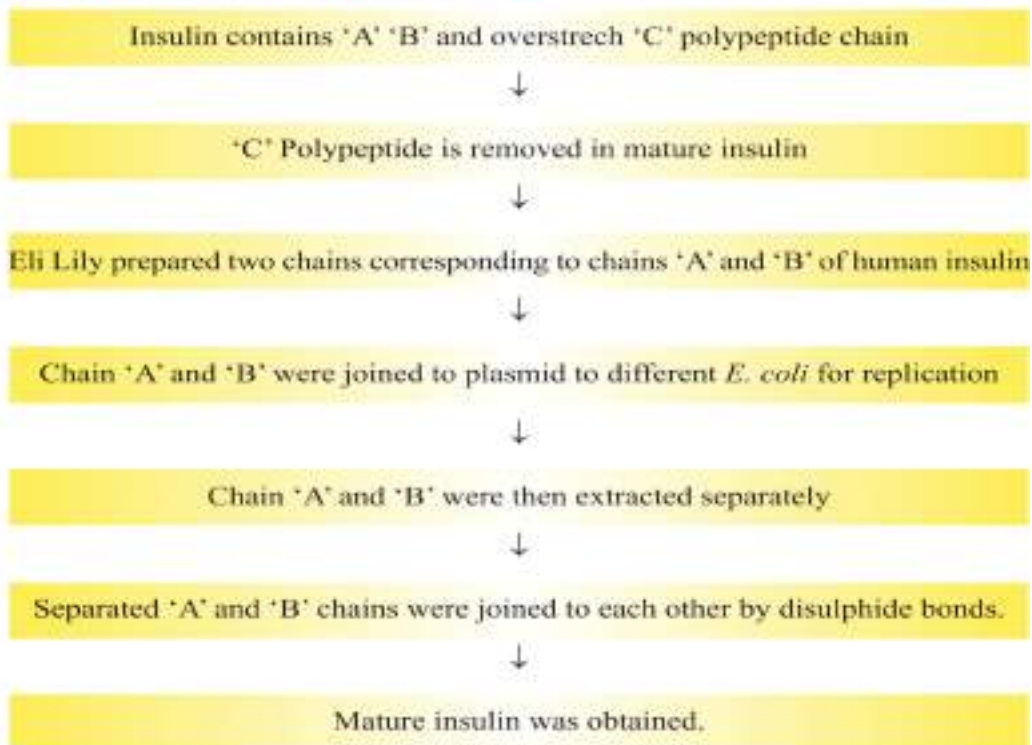 Insulin contains ‘A’ ‘B’ and overstrech ‘C’ polypeptide chain
↓
‘C’ Polypeptide is removed in mature insulin
↓
Eli Lily prepared two chains corresponding to chains ‘A’ and ‘B’ of human insulin
↓
Chain ‘A’ and ‘B’ were joined to plasmid to different E. coli for replication
↓
Chain ‘A’ and ‘B’ were then extracted separately
↓
Separated ‘A’ and ‘B’ chains were joined to each other by disulphide bonds.
↓
Mature insulin was obtained.